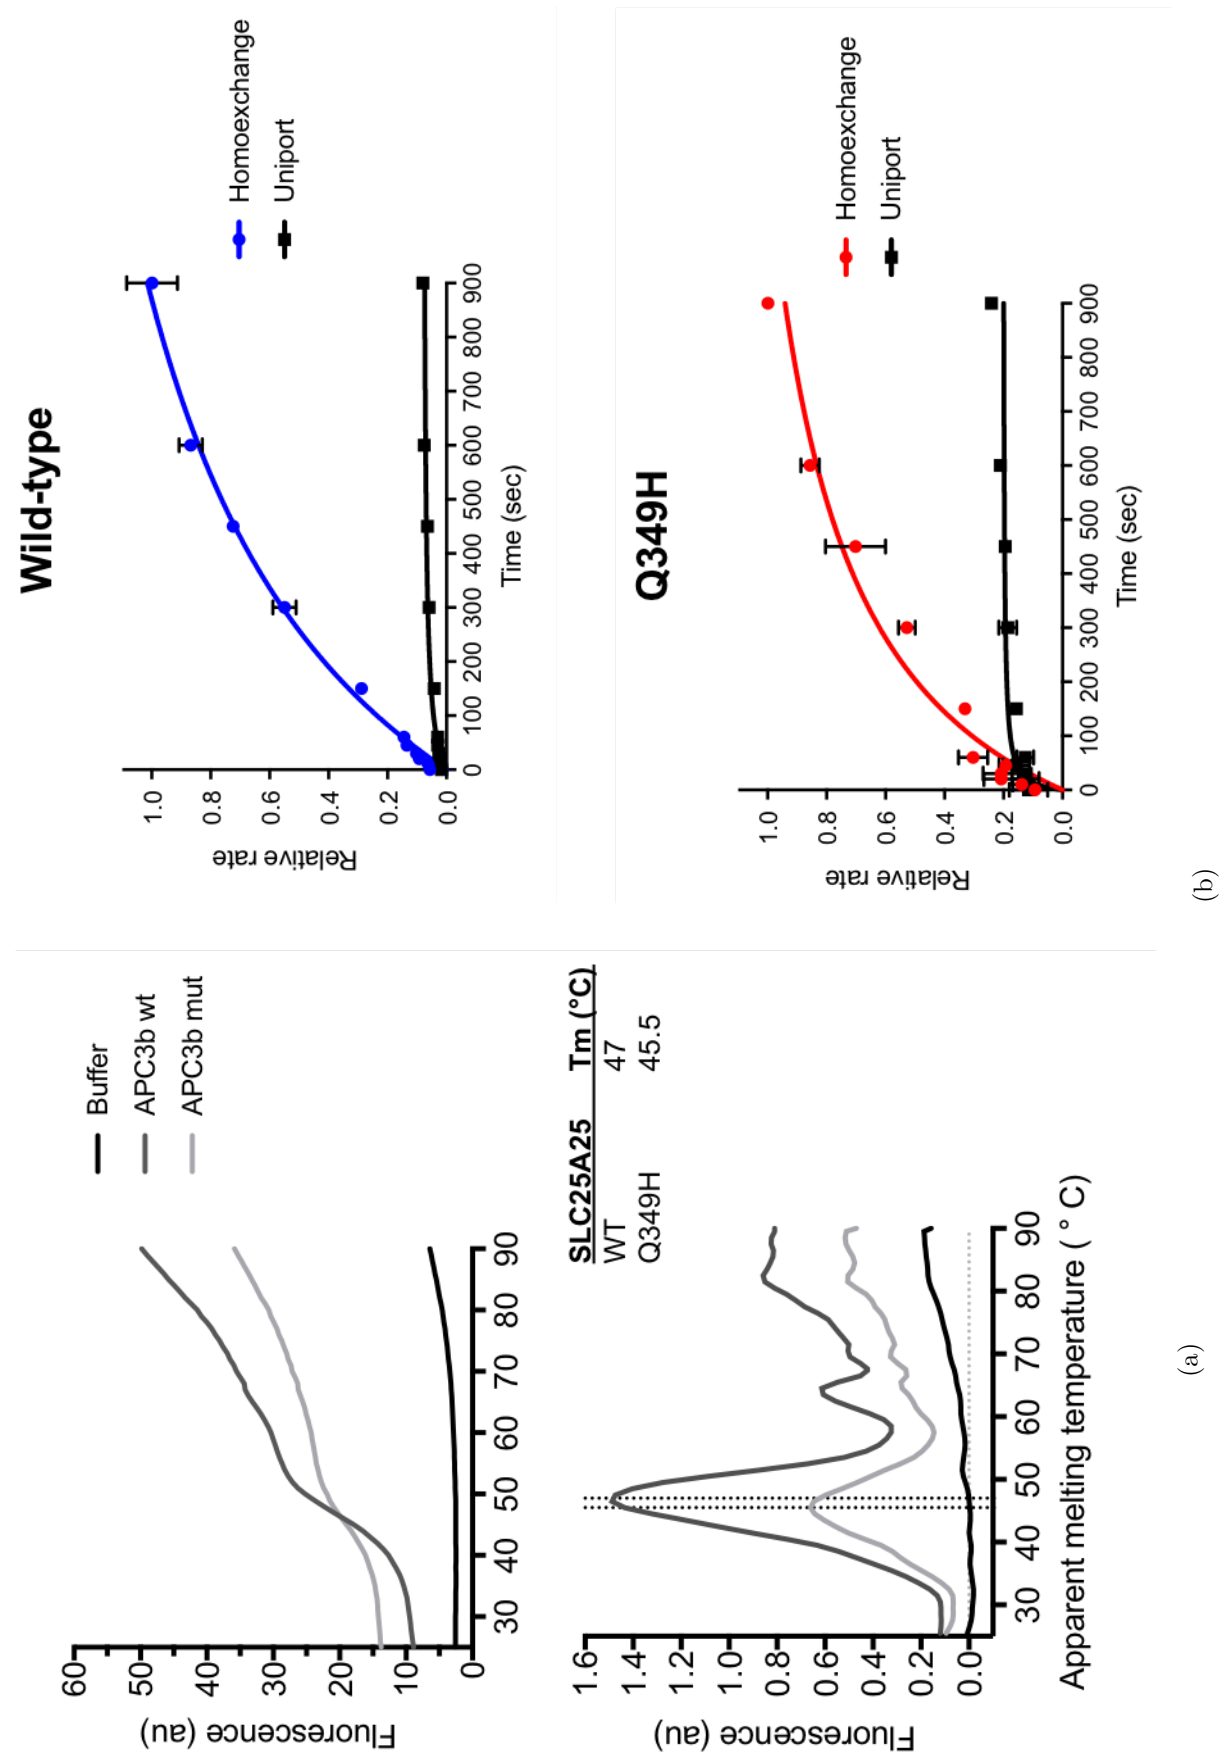 Buffer
APC3b wt
APC3b mut
60
40
20
10
0
30
40
50
60
70
80
90
Fluorescence (au)
SLC25A25 Tm (°C)
WT 47
Q349H 45.5
1.6
1.4
1.2
1.0
0.8
0.6
0.4
0.2
0.0
30
40
50
60
70
80
90
Fluorescence (au)
Apparent melting temperature ( ° C)
(a)
Wild-type
Homoexchange
Uniport
1.0
0.8
0.6
0.4
0.2
0.0
0
100
200
300
400
500
600
700
800
900
Relative rate
Time (sec)
Q349H
Homoexchange
Uniport
1.0
0.8
0.6
0.4
0.2
0.0
0
100
200
300
400
500
600
700
800
900
Relative rate
Time (sec)
(b)